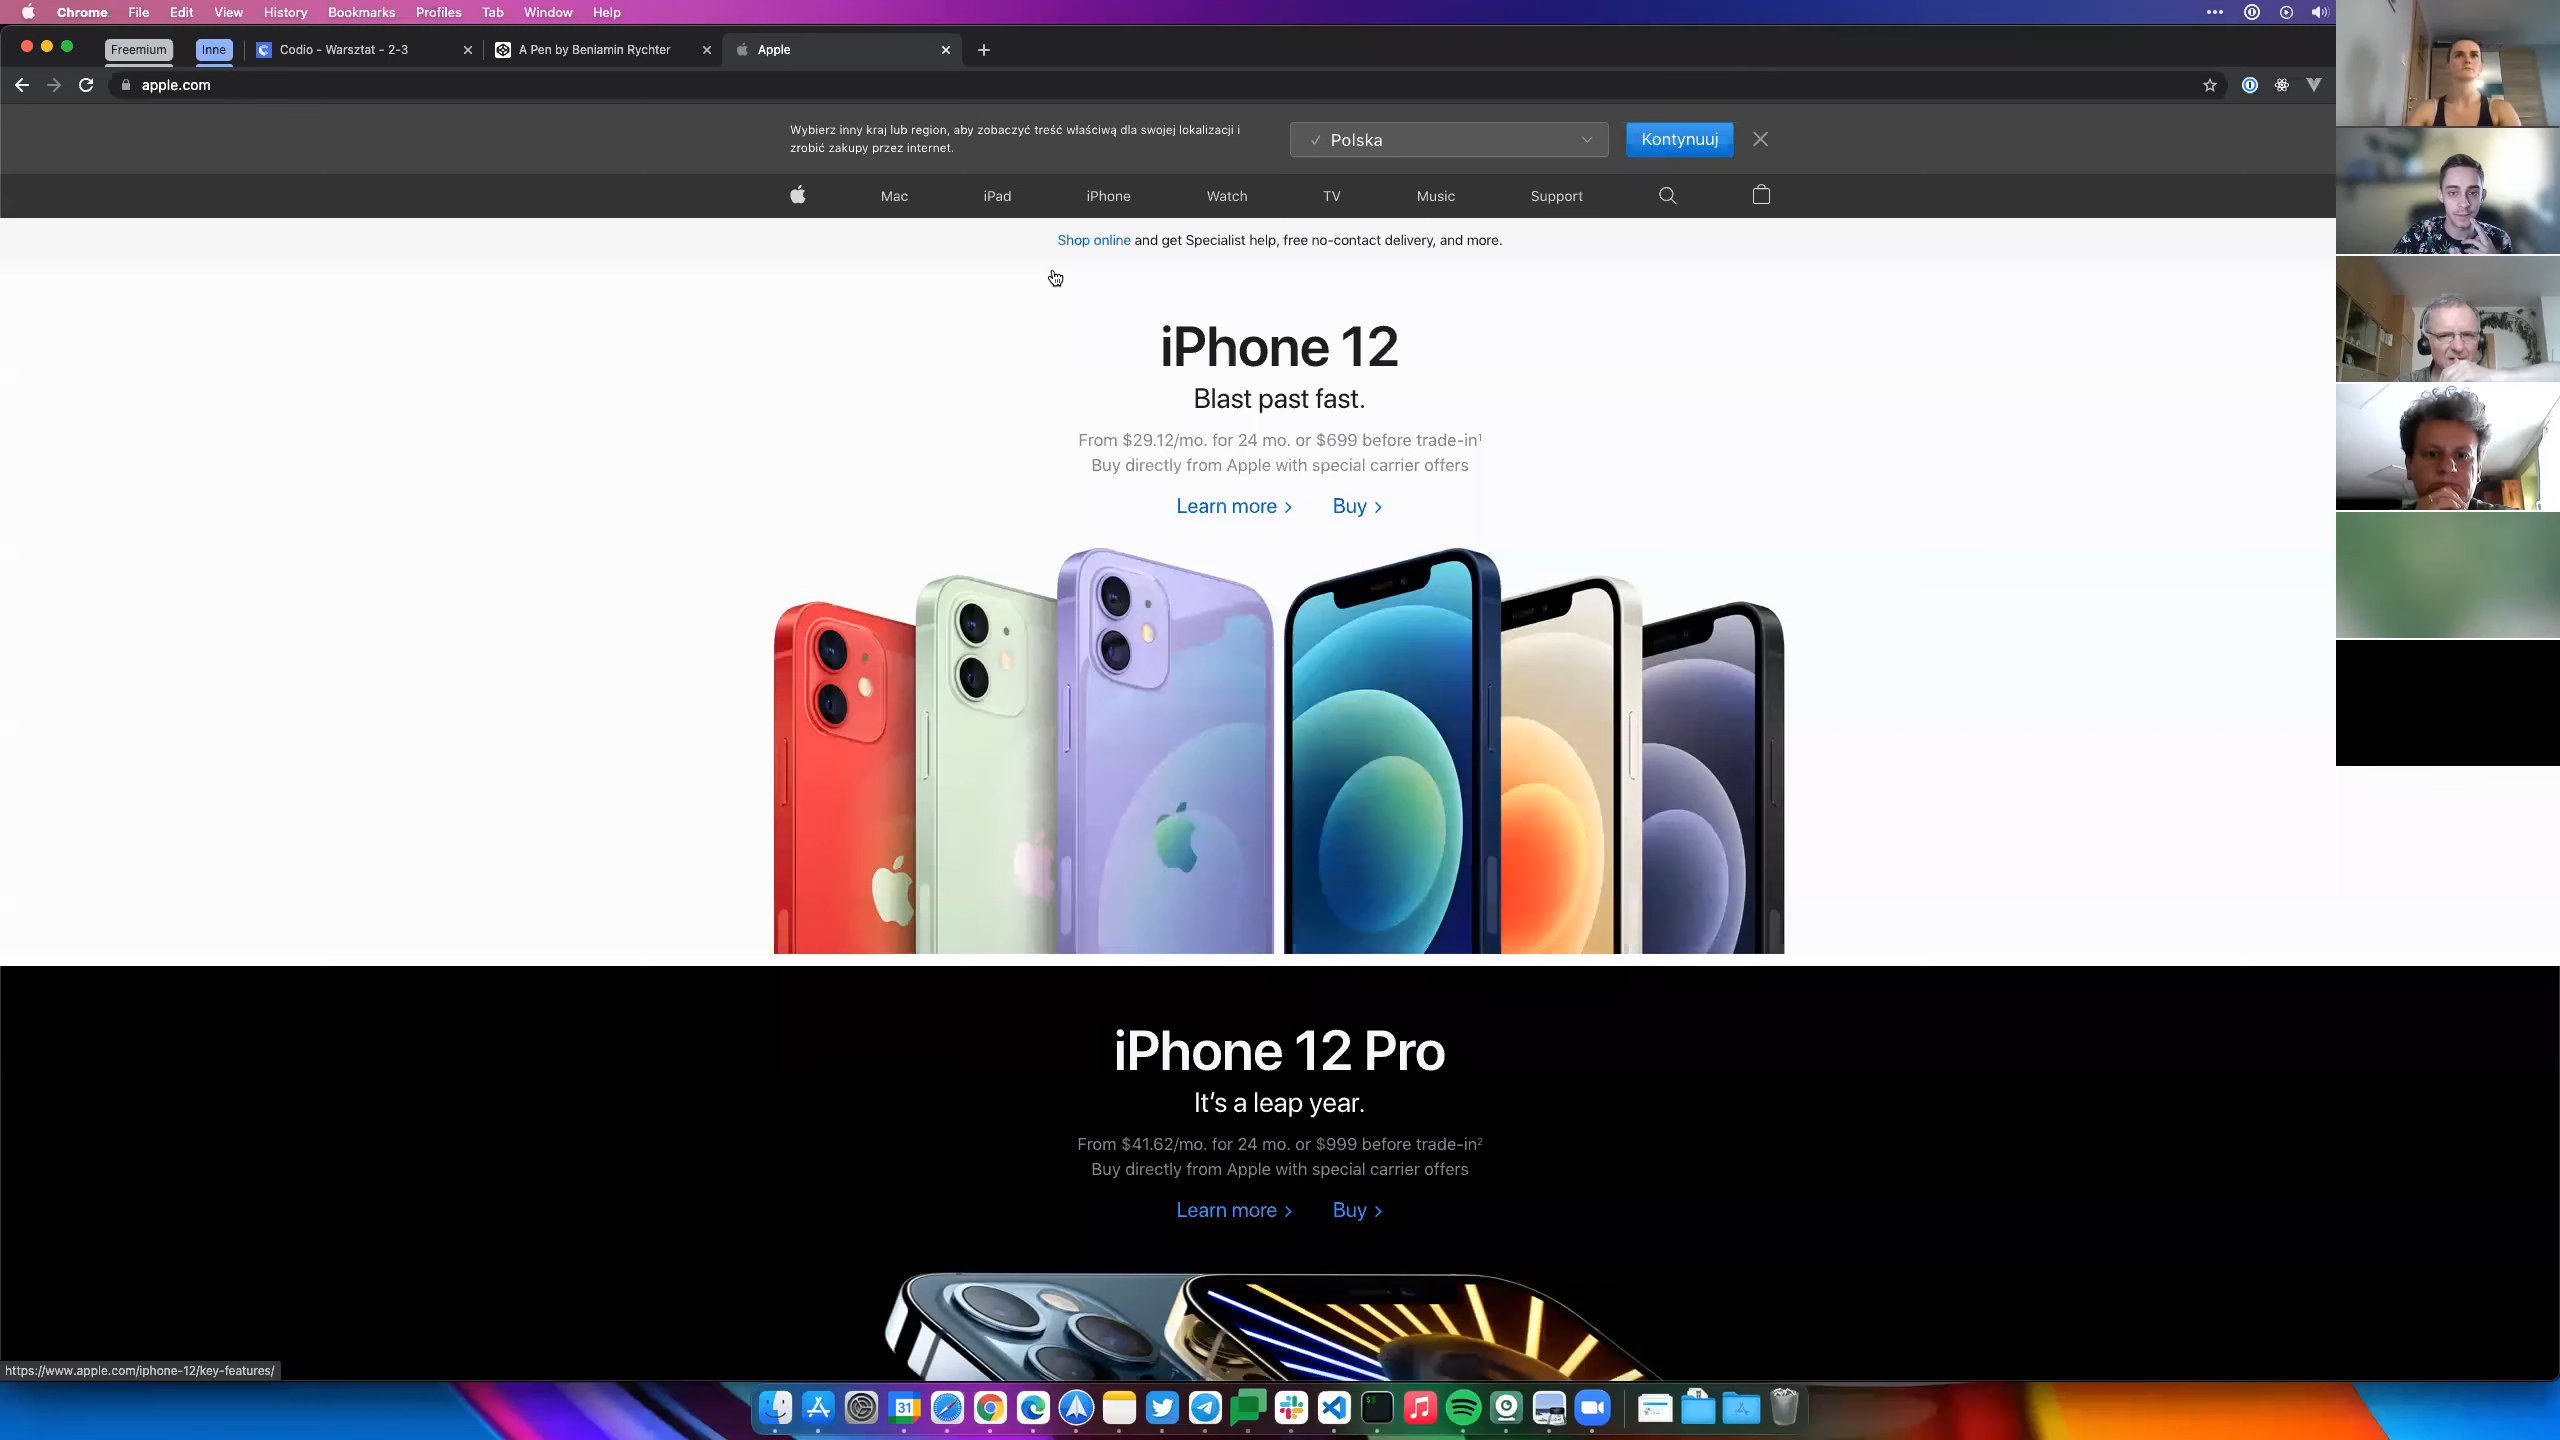 Chrome File Edit View History Bookmarks Profiles Tab Window Help
Freemium Inne Codio - Warsztat - 2-3 A Pen by Beniamin Rychter Apple
apple.com
Wybierz inny kraj lub region, aby zobaczyć treść właściwą dla swojej lokalizacji i
zrobić zakupy przez internet.
Polska
Kontynuuj
Mac iPad iPhone Watch TV Music Support
Shop online and get Specialist help, free no-contact delivery, and more.
iPhone 12
Blast past fast.
From $29.12/mo. for 24 mo. or $699 before trade-in¹
Buy directly from Apple with special carrier offers
Learn more > Buy >
iPhone 12 Pro
It’s a leap year.
From $41.62/mo. for 24 mo. or $999 before trade-in²
Buy directly from Apple with special carrier offers
Learn more > Buy >
https://www.apple.com/iphone-12/key-features/
31